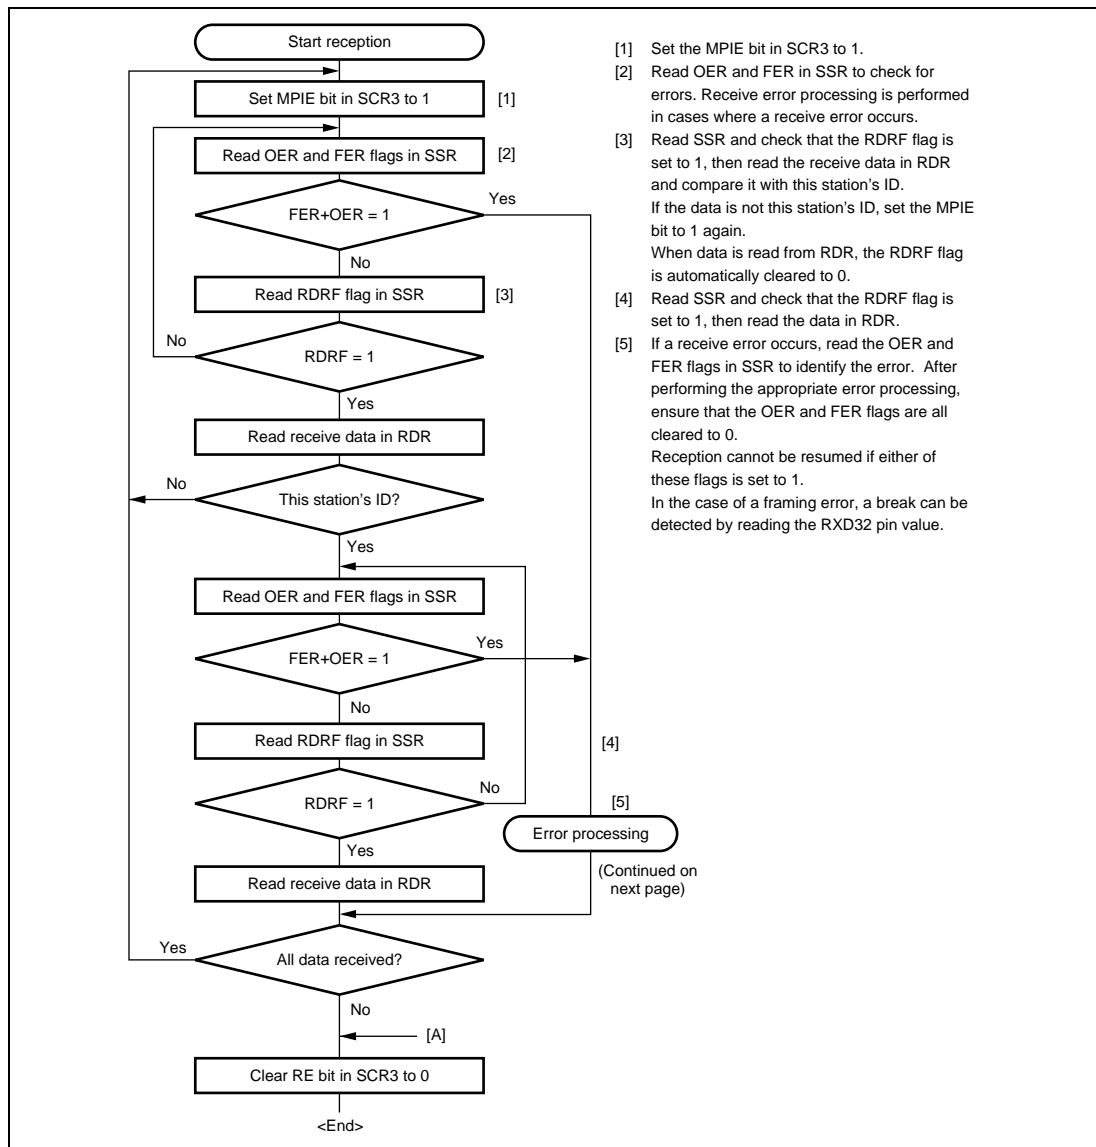 Start reception
Set MPIE bit in SCR3 to 1
[1]
Read OER and FER flags in SSR
[2]
Yes
FER+OER = 1
No
Read RDRF flag in SSR
[3]
No
RDRF = 1
Yes
Read receive data in RDR
No
This station's ID?
Yes
Read OER and FER flags in SSR
Yes
FER+OER = 1
No
Read RDRF flag in SSR
[4]
No
RDRF = 1
[5]
Error processing
Yes
(Continued on
next page)
Read receive data in RDR
Yes
All data received?
No
[A]
Clear RE bit in SCR3 to 0
<End>
[1] Set the MPIE bit in SCR3 to 1.
[2] Read OER and FER in SSR to check for
errors. Receive error processing is performed
in cases where a receive error occurs.
[3] Read SSR and check that the RDRF flag is
set to 1, then read the receive data in RDR
and compare it with this station's ID.
If the data is not this station's ID, set the MPIE
bit to 1 again.
When data is read from RDR, the RDRF flag
is automatically cleared to 0.
[4] Read SSR and check that the RDRF flag is
set to 1, then read the data in RDR.
[5] If a receive error occurs, read the OER and
FER flags in SSR to identify the error. After
performing the appropriate error processing,
ensure that the OER and FER flags are all
cleared to 0.
Reception cannot be resumed if either of
these flags is set to 1.
In the case of a framing error, a break can be
detected by reading the RXD32 pin value.